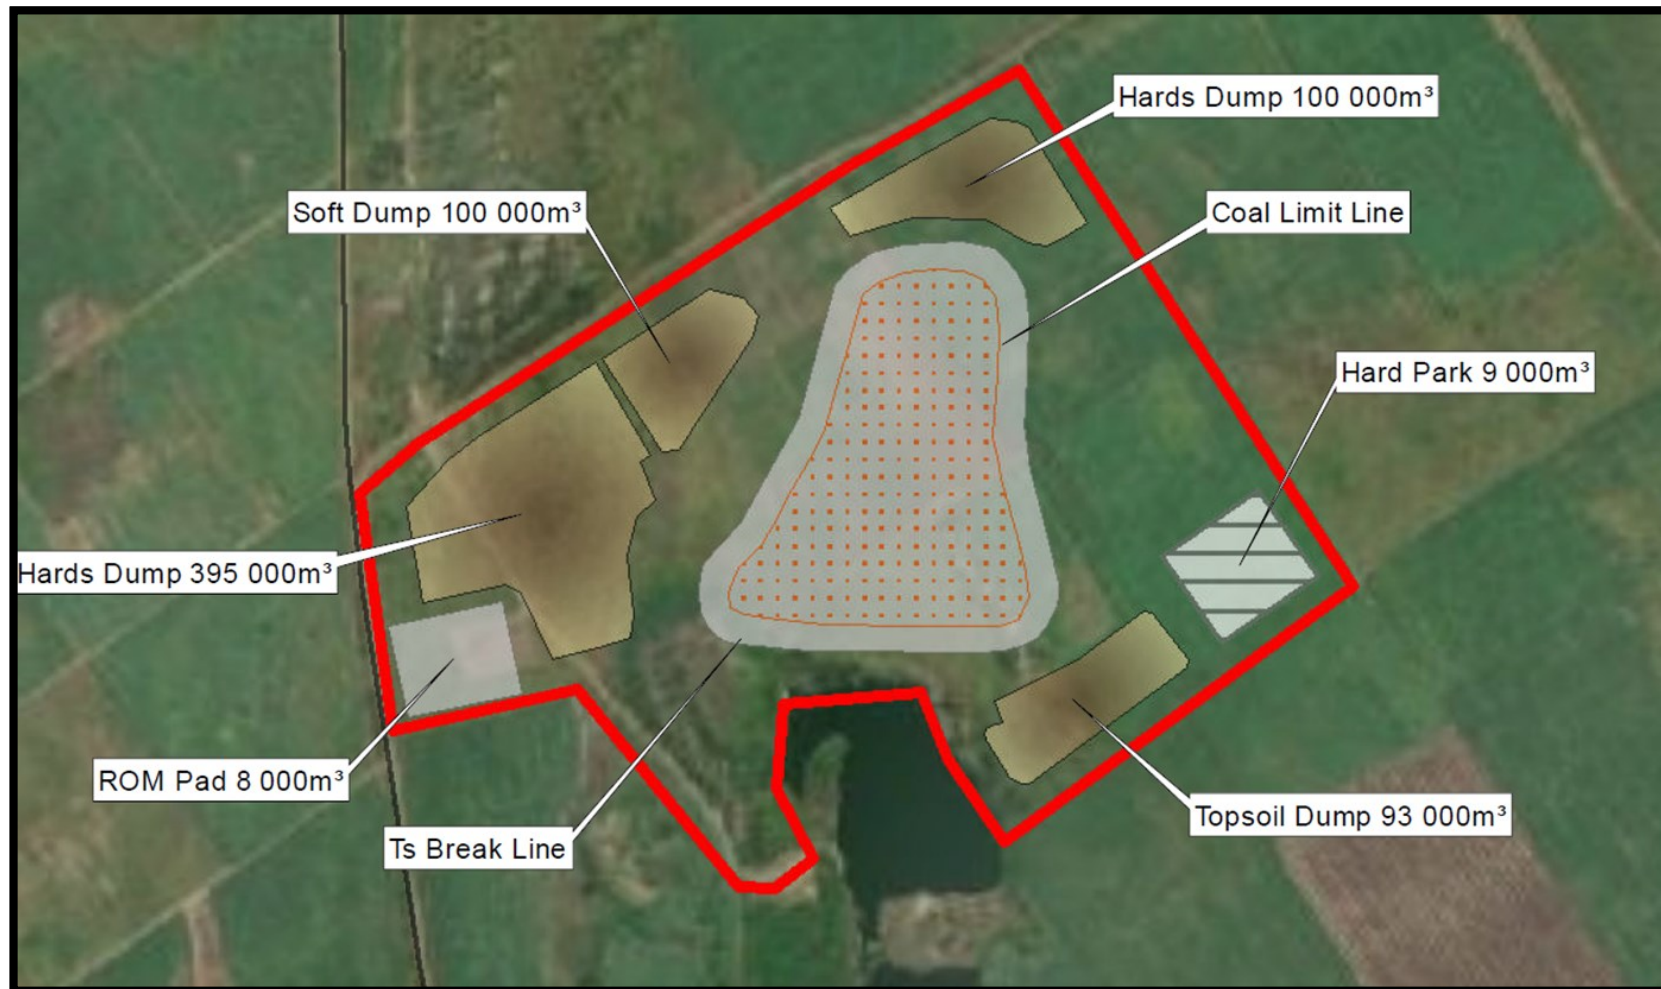 Hards Dump 100 000m³
Soft Dump 100 000m³
Coal Limit Line
Hard Park 9 000m³
Hards Dump 395 000m³
ROM Pad 8 000m³
Topsoil Dump 93 000m³
Ts Break Line